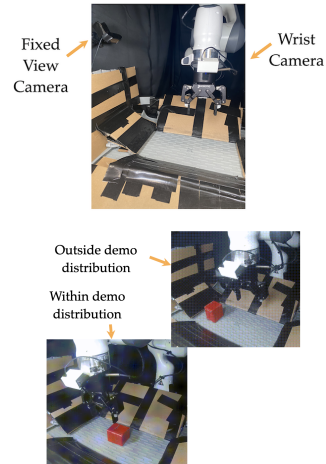 Fixed
View
Camera
Wrist
Camera
Outside demo
distribution
Within demo
distribution